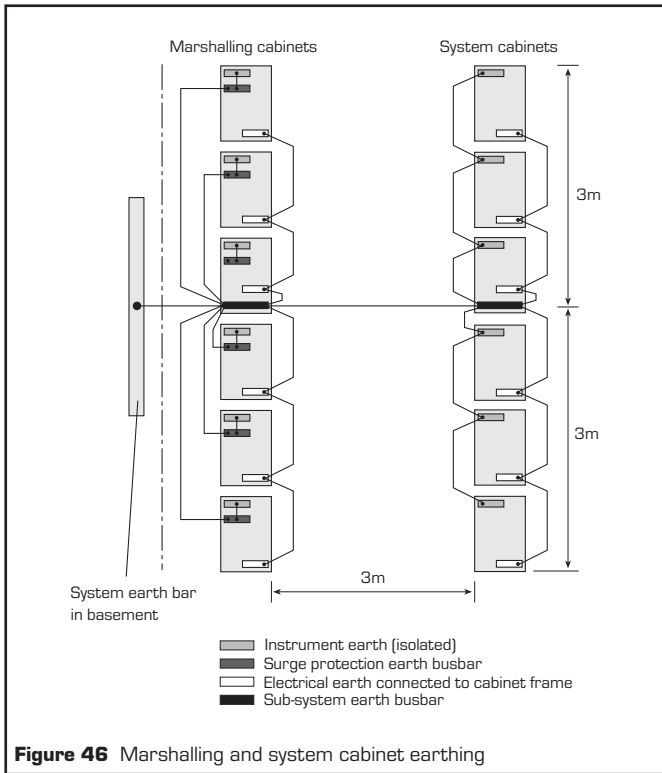 Marshalling cabinets
System cabinets
3m
3m
3m
System earth bar
in basement
Instrument earth (isolated)
Surge protection earth busbar
Electrical earth connected to cabinet frame
Sub-system earth busbar
Figure 46 Marshalling and system cabinet earthing